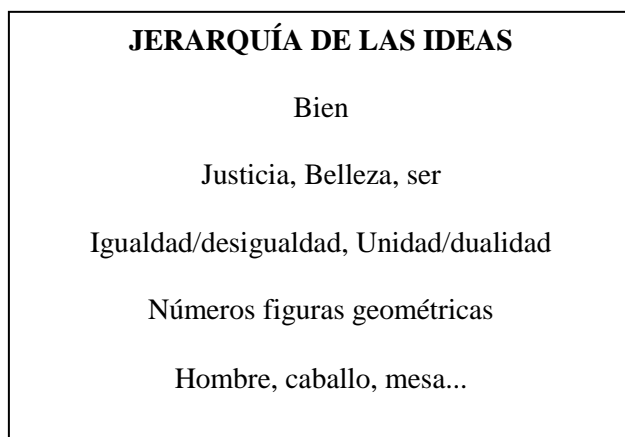 JERARQUÍA DE LAS IDEAS
Bien
Justicia, Belleza, ser
Igualdad/desigualdad, Unidad/dualidad
Números figuras geométricas
Hombre, caballo, mesa...